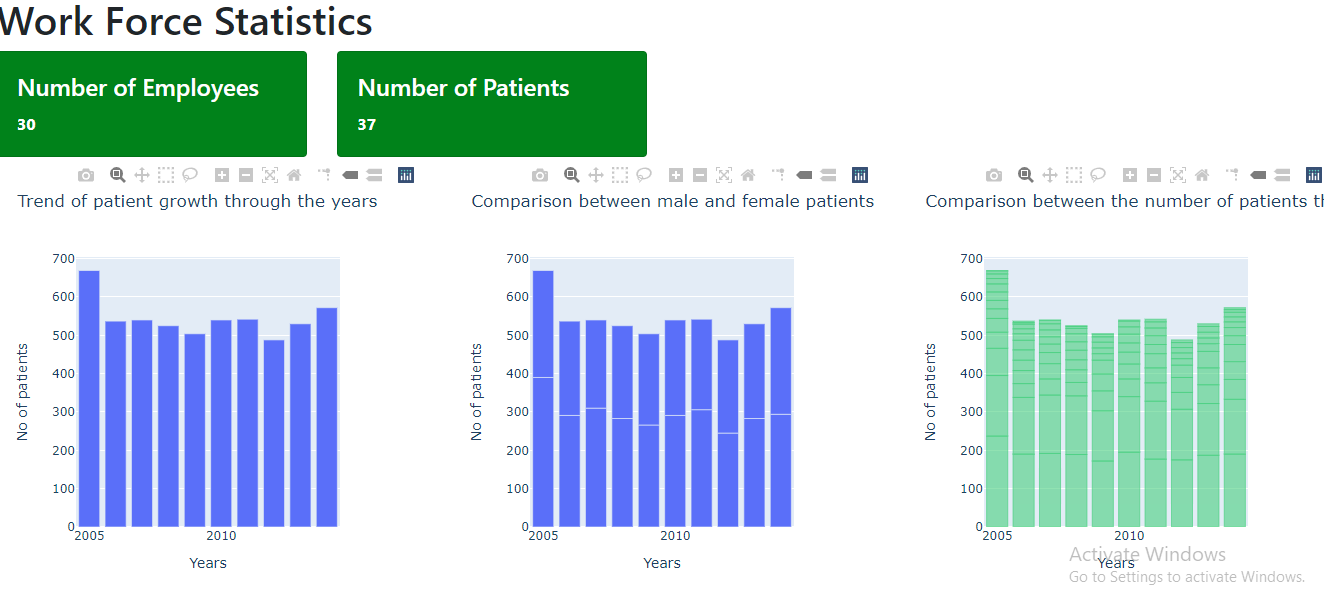 Work Force Statistics
Number of Employees
30
Number of Patients
37
Trend of patient growth through the years
700
600
500
400
300
200
100
0
2005
2010
No of patients
Years
Comparison between male and female patients
700
600
500
400
300
200
100
0
2005
2010
No of patients
Years
Comparison between the number of patients th
700
600
500
400
300
200
100
0
2005
2010
No of patients
Years
Activate Windows
Go to Settings to activate Windows.